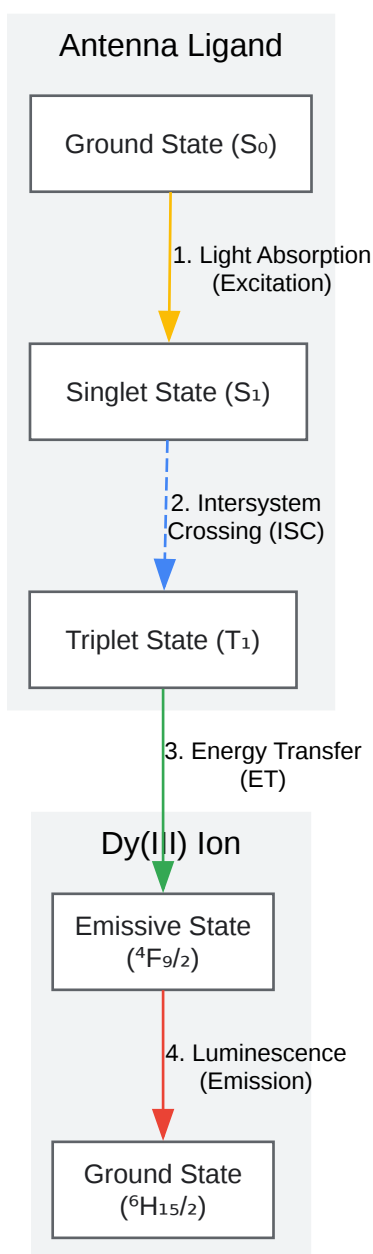 Antenna Ligand
Ground State (S₀)
1. Light Absorption
(Excitation)
Singlet State (S₁)
2. Intersystem
Crossing (ISC)
Triplet State (T₁)
3. Energy Transfer
(ET)
Dy(III) Ion
Emissive State
(⁴F₉/₂)
4. Luminescence
(Emission)
Ground State
(⁶H₁₅/₂)